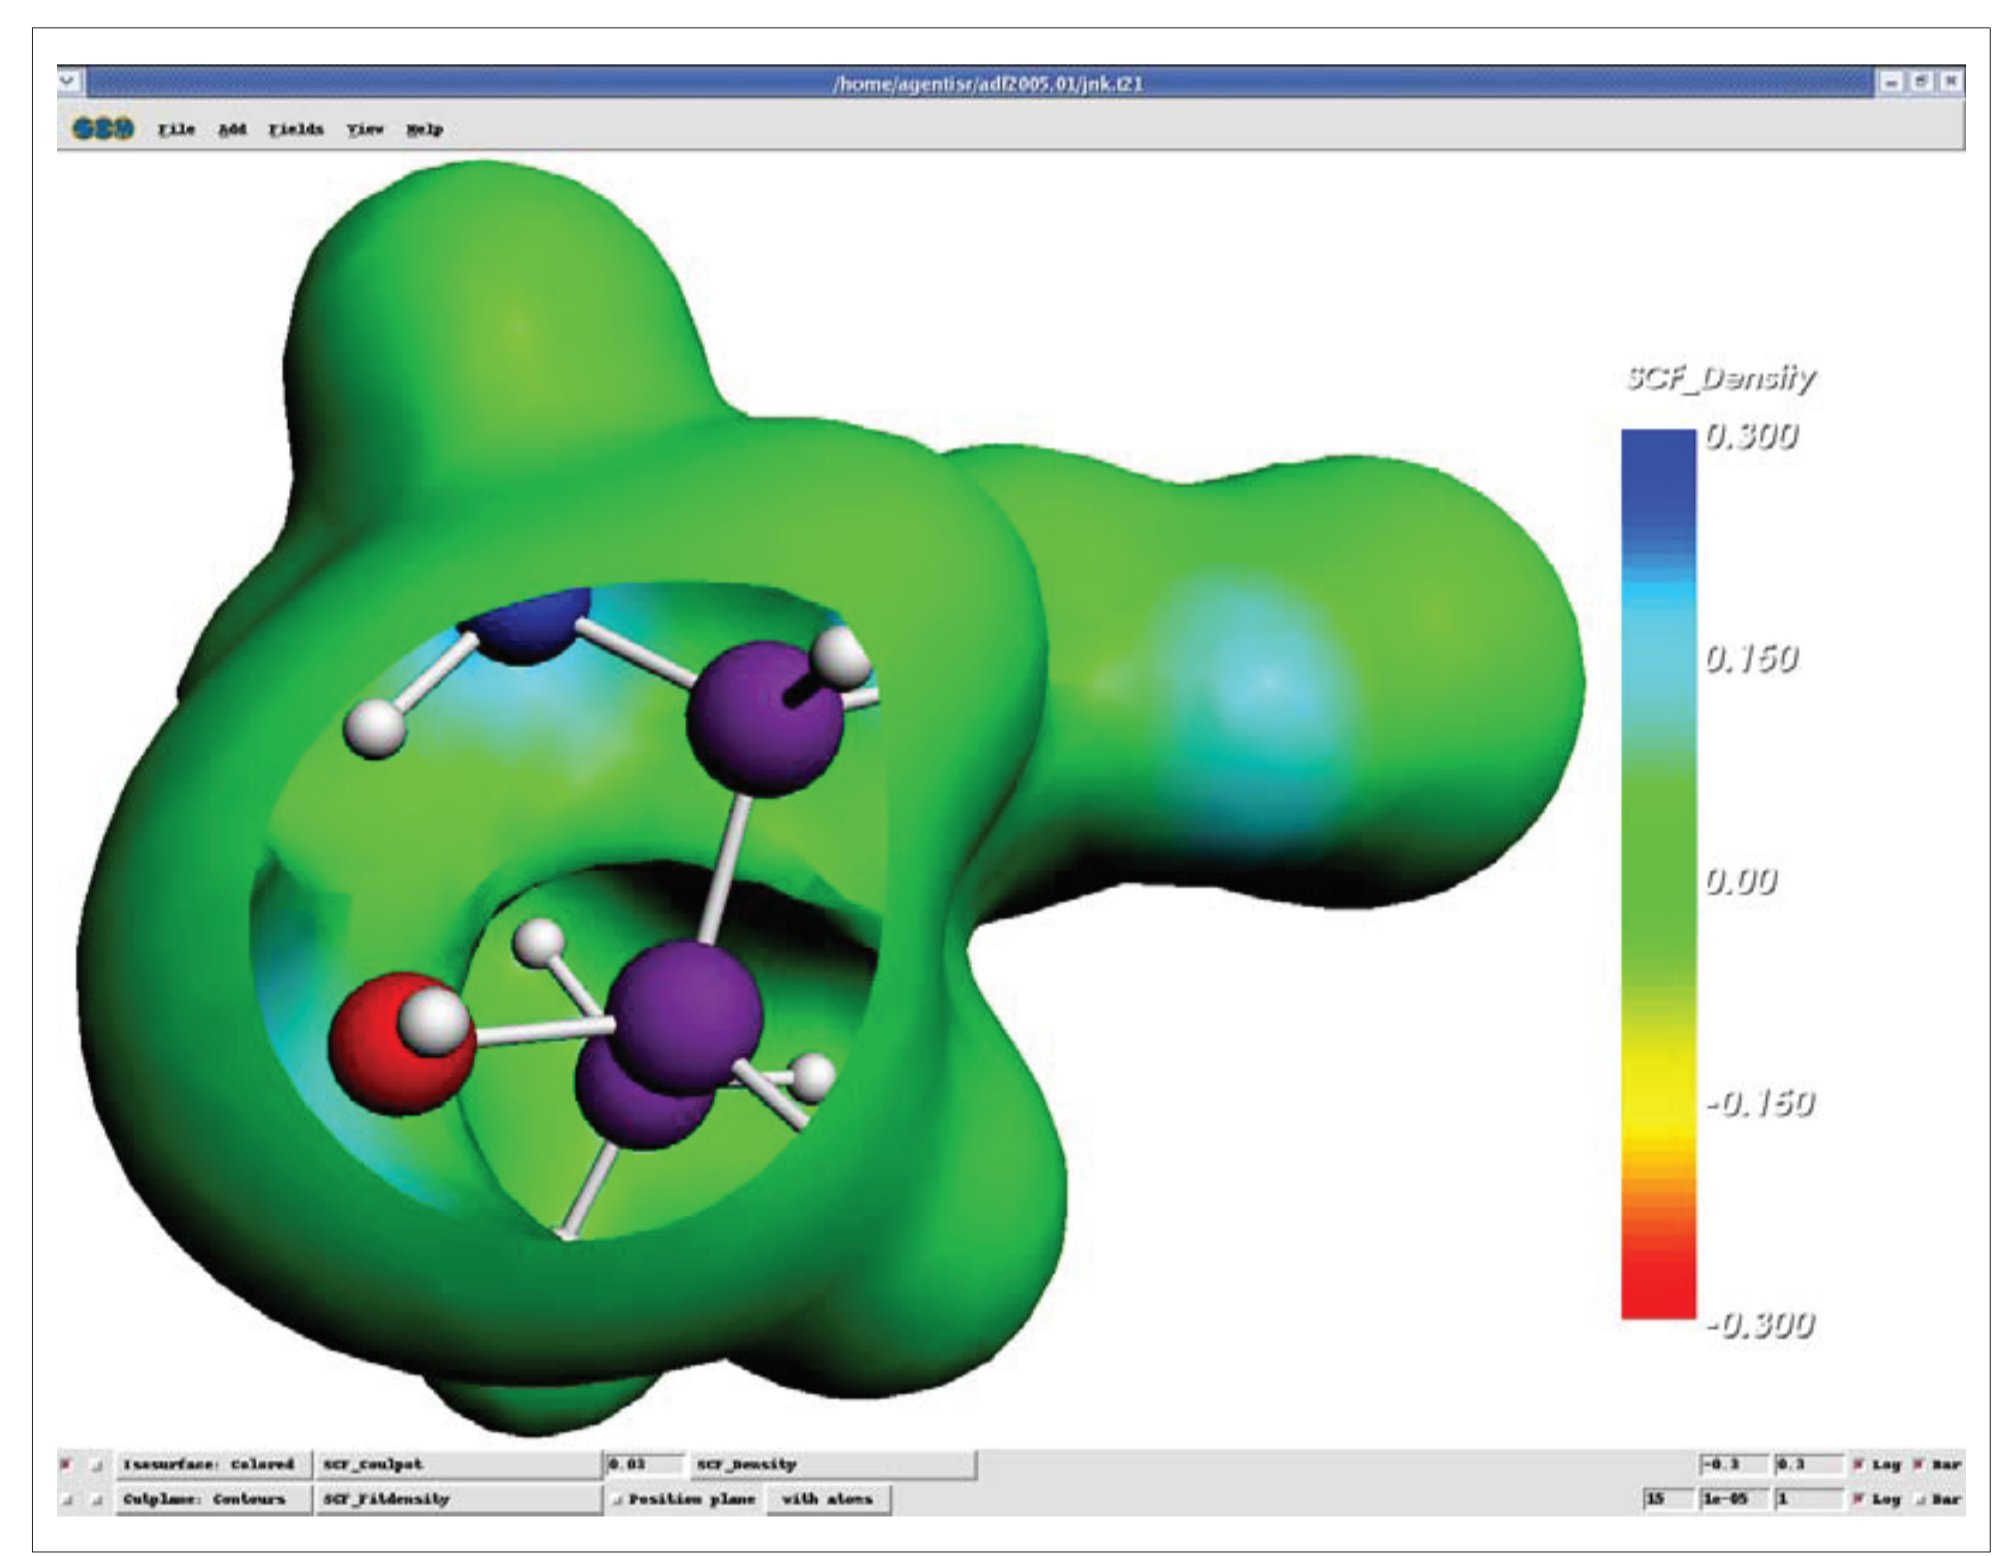 /home/agentisr/adf2005.01/jnk.t21
SCM File Add Fields View Help
SCF_Density
0.300
0.150
0.00
-0.150
-0.300
Isosurface: Colored SCF_Coulpot 0.03 SCF_Density -0.3 0.3 Log Bar
Cutplane: Contours SCF_Fitdensity Position plane with atoms 15 1e-05 1 Log Bar